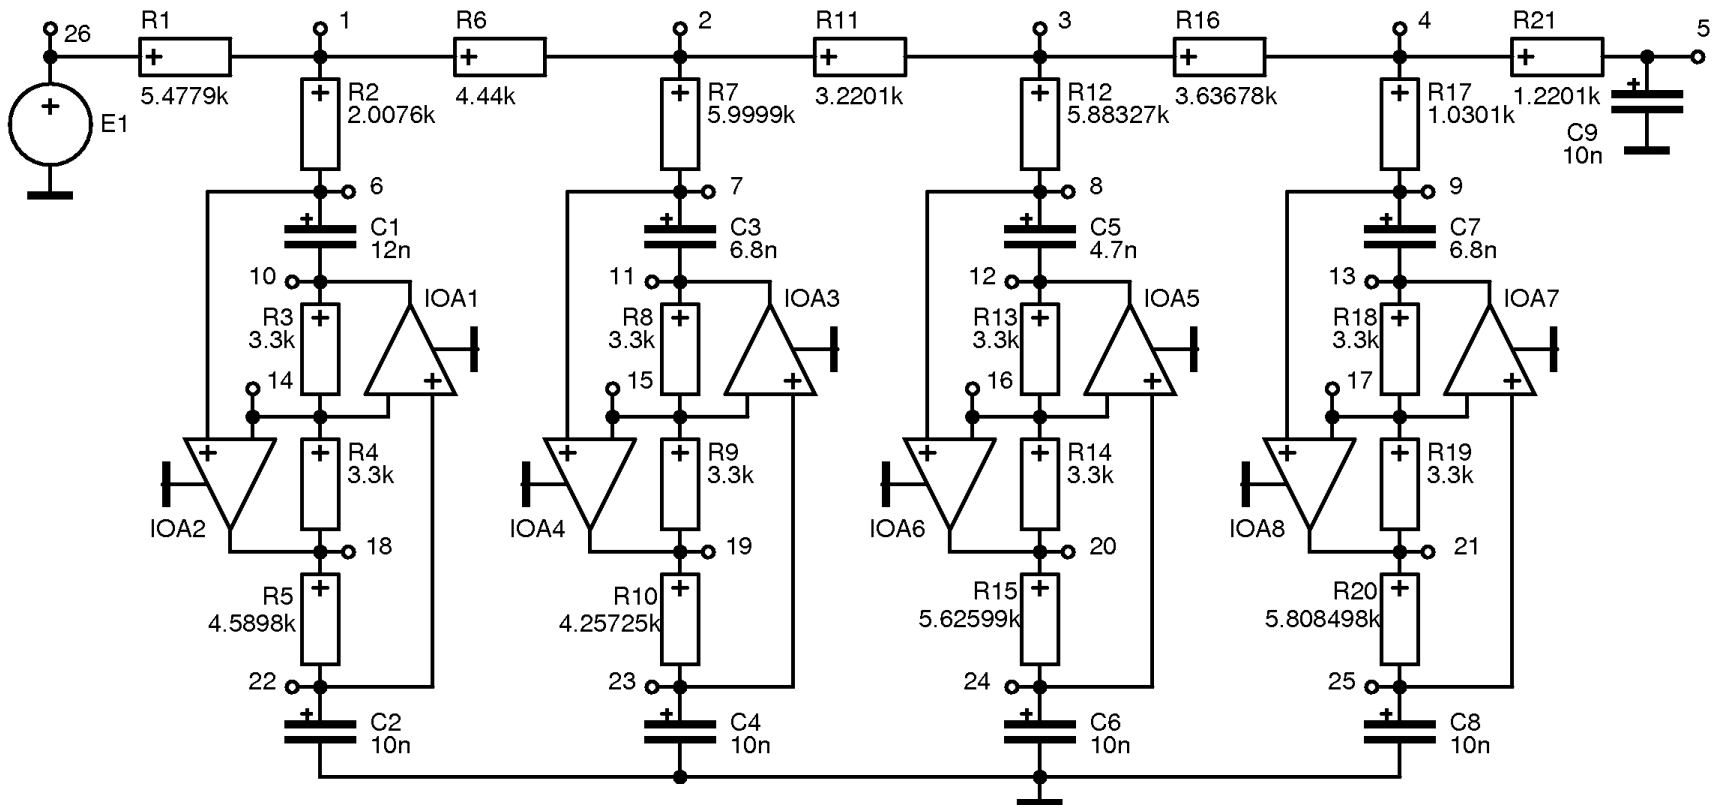 26 R1 1 R6 2 R11 3 R16 4 R21 5
+ + + + +
5.4779k 4.44k 3.2201k 3.63678k 1.2201k
+ E1
+ R2 + R7 + R12 + R17 +
2.0076k 5.9999k 5.88327k 1.0301k
C9
10n
6 7 8 9
+ C1 + C3 + C5 + C7
12n 6.8n 4.7n 6.8n
10 11 12 13
IOA1 IOA3 IOA5 IOA7
R3 + R8 + R13 + R18 +
3.3k 3.3k 3.3k 3.3k
14 + 15 + 16 + 17 +
+ + R4 + + R9 + + R14 + + R19
3.3k 3.3k 3.3k 3.3k
IOA2 IOA4 IOA6 IOA8
18 19 20 21
R5 + R10 + R15 + R20 +
4.5898k 4.25725k 5.62599k 5.808498k
22 23 24 25
+ C2 + C4 + C6 + C8
10n 10n 10n 10n